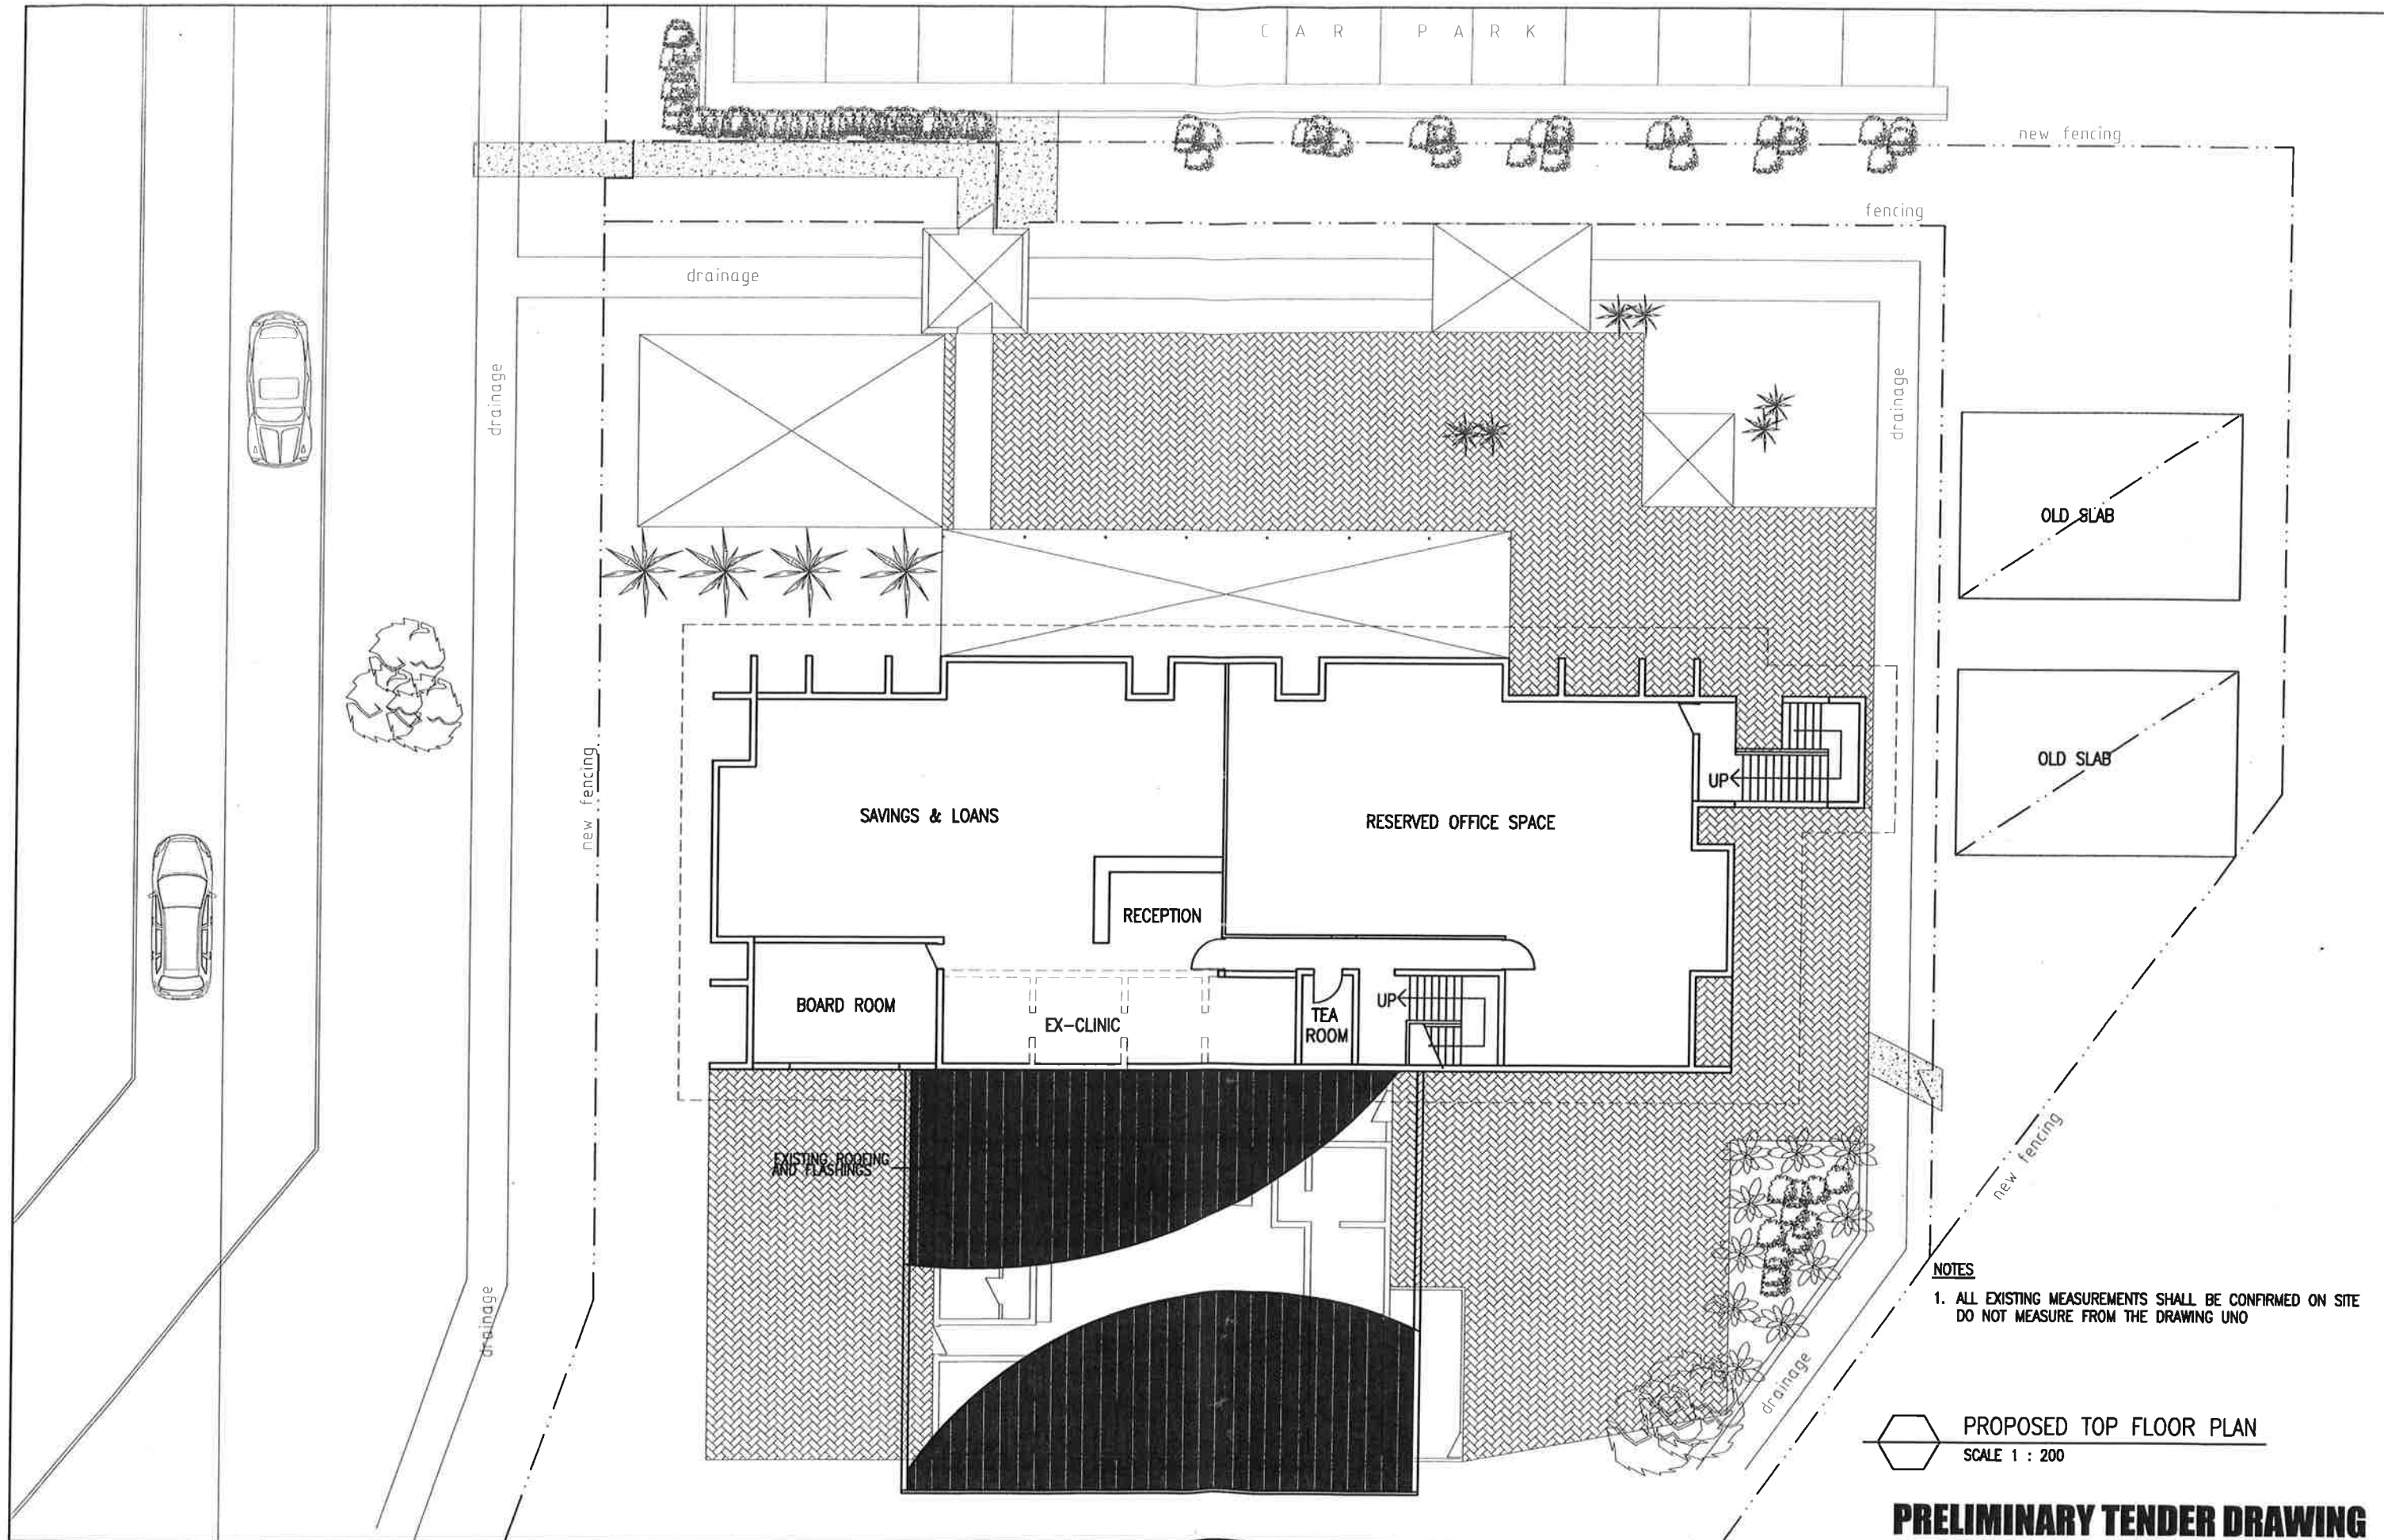 CAR PARK
new fencing
fencing
drainage
drainage
drainage
OLD SLAB
new fencing
OLD SLAB
UP
SAVINGS & LOANS
RESERVED OFFICE SPACE
RECEPTION
BOARD ROOM
EX-CLINIC
TEA
ROOM
UP
EXISTING ROOFING
AND FLASHINGS
new fencing
drainage
drainage
NOTES
1. ALL EXISTING MEASUREMENTS SHALL BE CONFIRMED ON SITE
DO NOT MEASURE FROM THE DRAWING UNO
PROPOSED TOP FLOOR PLAN
SCALE 1 : 200
PRELIMINARY TENDER DRAWING